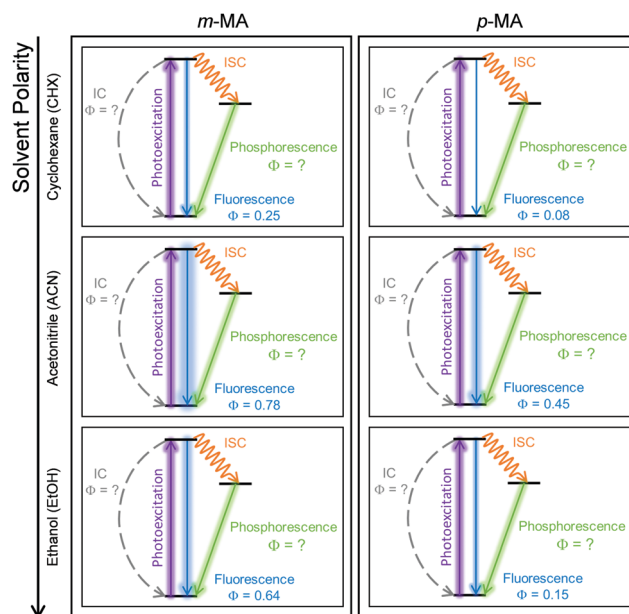 m-MA
p-MA
Solvent Polarity
Cyclohexane (CHX)
IC
Φ = ?
Photoexcitation
ISC
Phosphorescence
Φ = ?
Fluorescence
Φ = 0.25
IC
Φ = ?
Photoexcitation
ISC
Phosphorescence
Φ = ?
Fluorescence
Φ = 0.08
Acetonitrile (ACN)
IC
Φ = ?
Photoexcitation
ISC
Phosphorescence
Φ = ?
Fluorescence
Φ = 0.78
IC
Φ = ?
Photoexcitation
ISC
Phosphorescence
Φ = ?
Fluorescence
Φ = 0.45
Ethanol (EtOH)
IC
Φ = ?
Photoexcitation
ISC
Phosphorescence
Φ = ?
Fluorescence
Φ = 0.64
IC
Φ = ?
Photoexcitation
ISC
Phosphorescence
Φ = ?
Fluorescence
Φ = 0.15